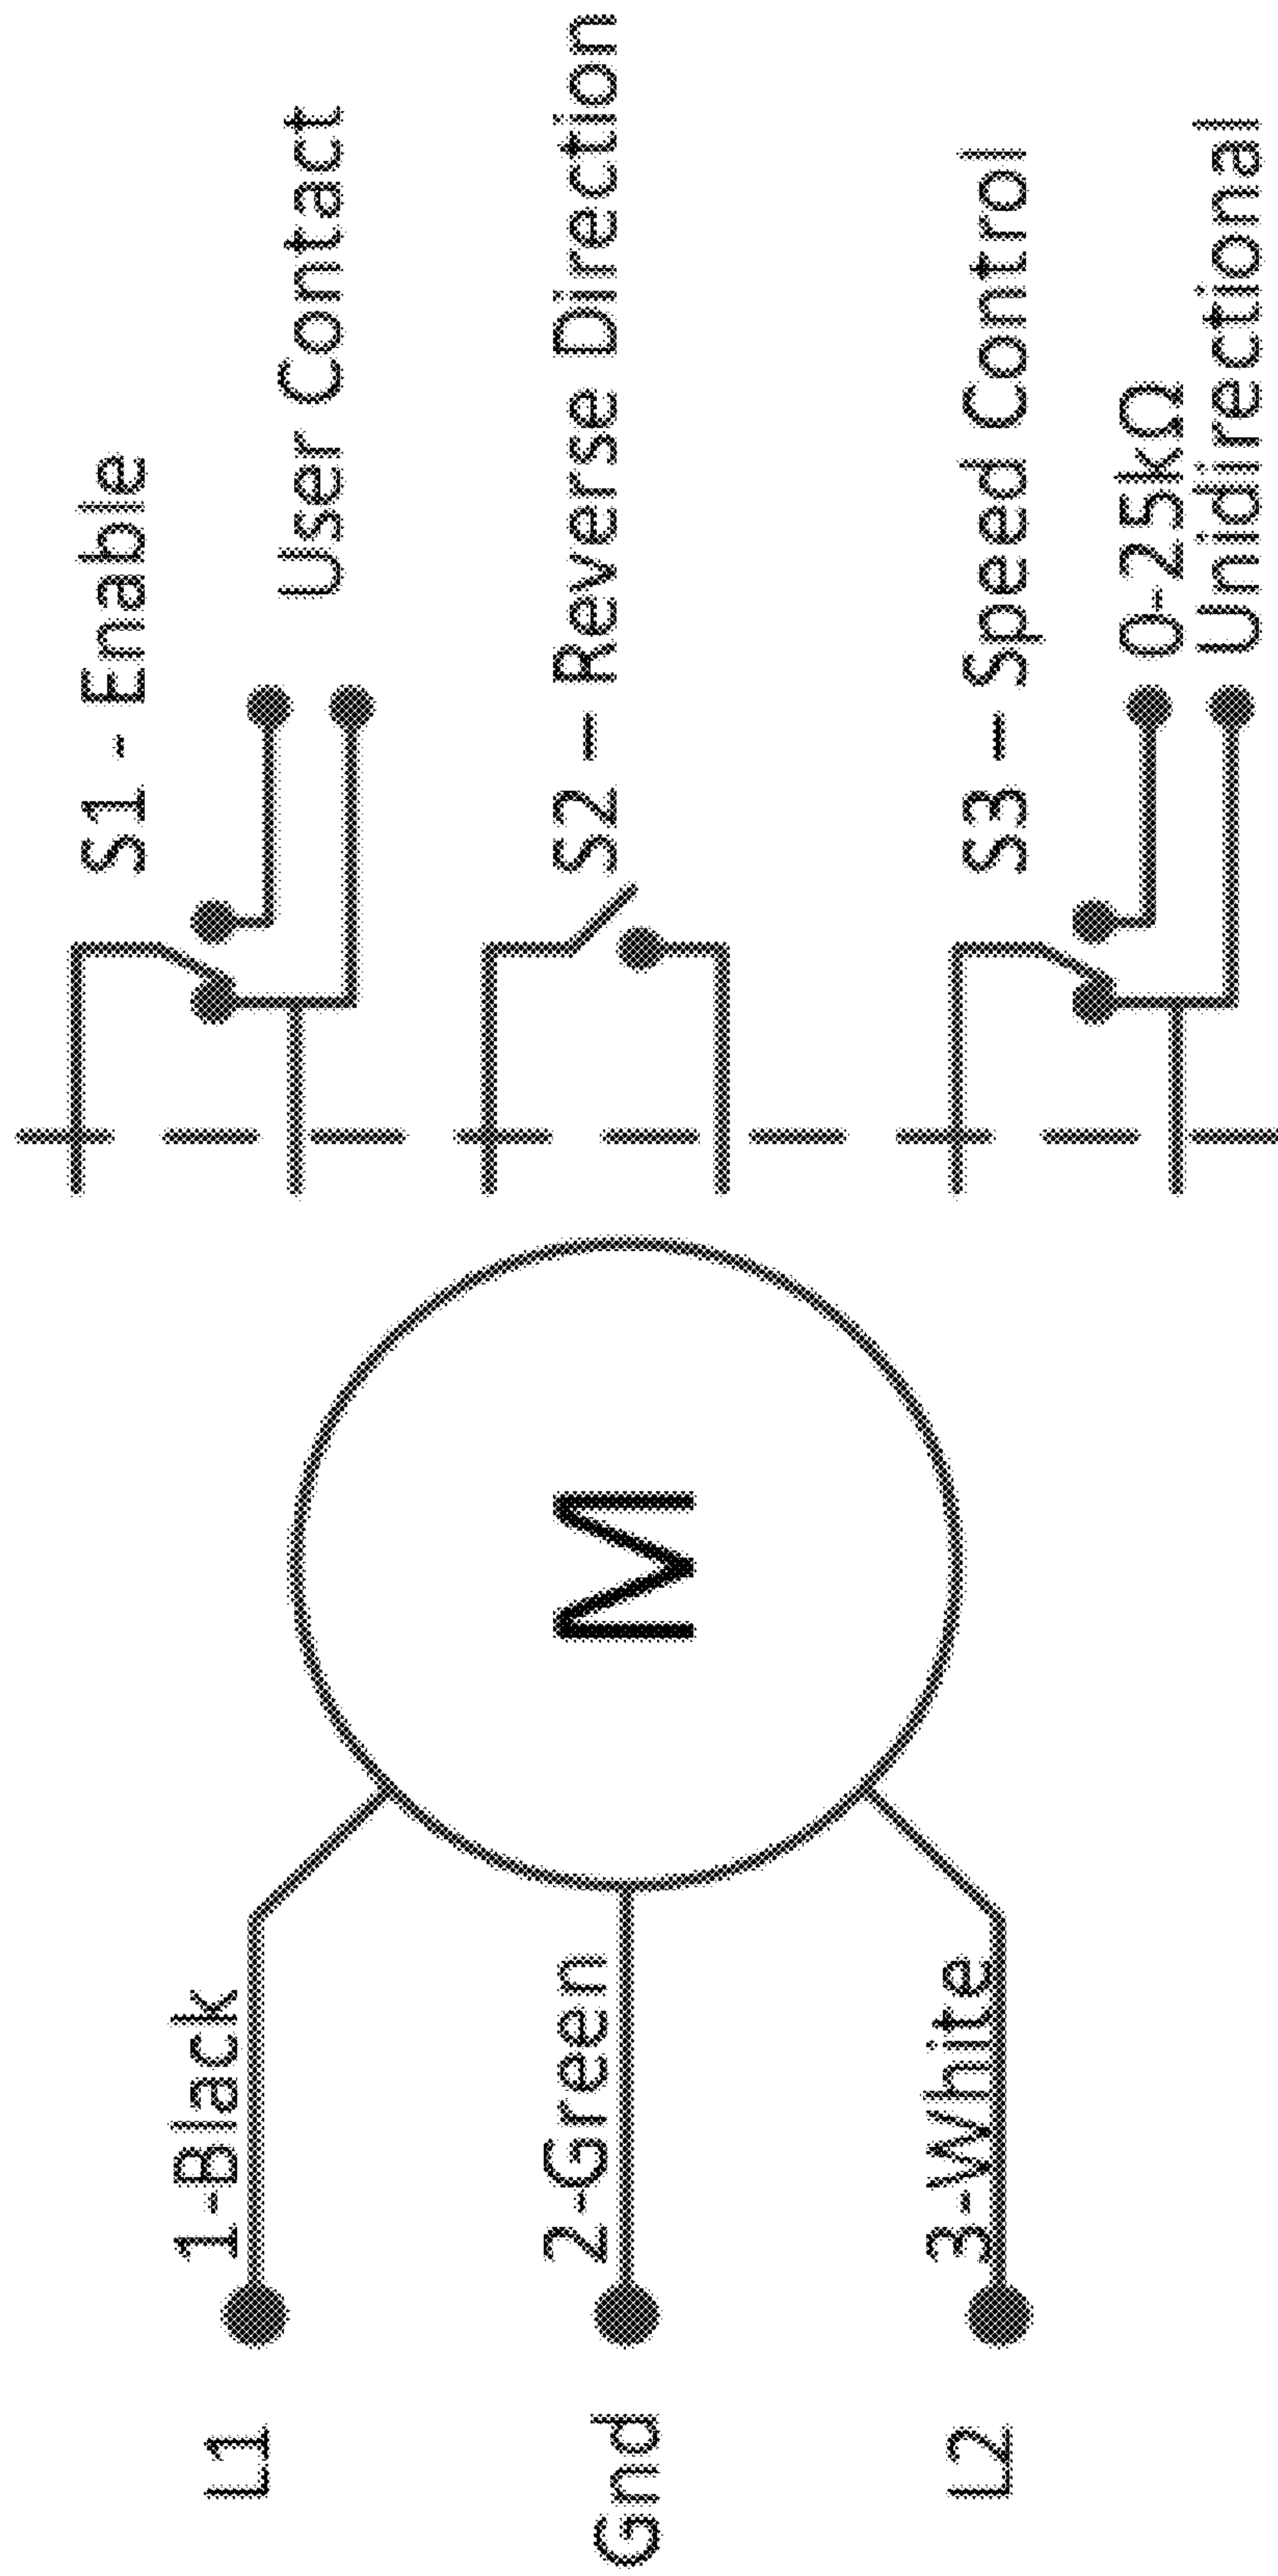 L1
1-Black
Gnd
2-Green
L2
3-White
M
S1 - Enable
User Contact
S2 – Reverse Direction
S3 – Speed Control
0-25kΩ
Unidirectional